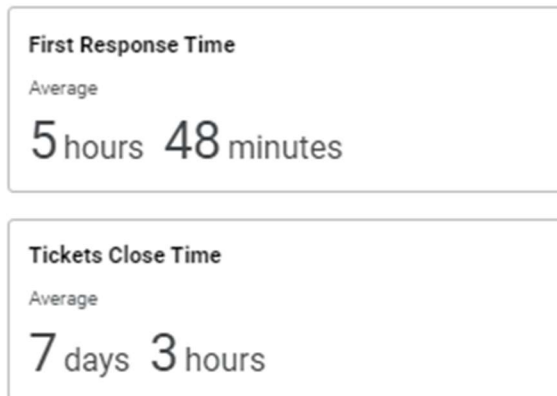 First Response Time
Average
5 hours 48 minutes
Tickets Close Time
Average
7 days 3 hours